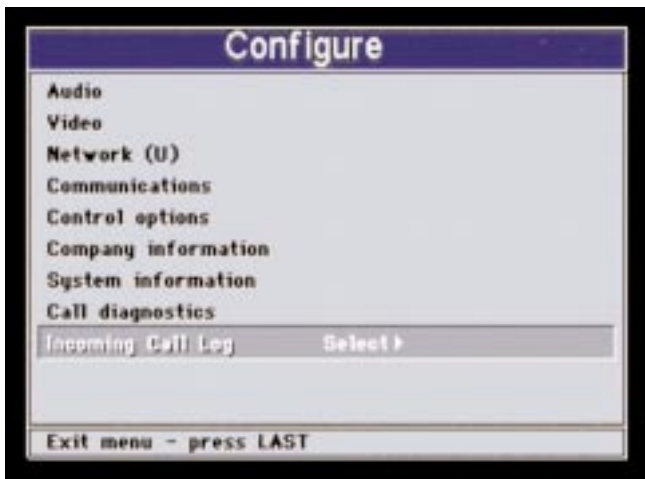 Configure
Audio
Video
Network (U)
Communications
Control options
Company information
System information
Call diagnostics
Incoming Call Log Select
Exit menu - press LAST